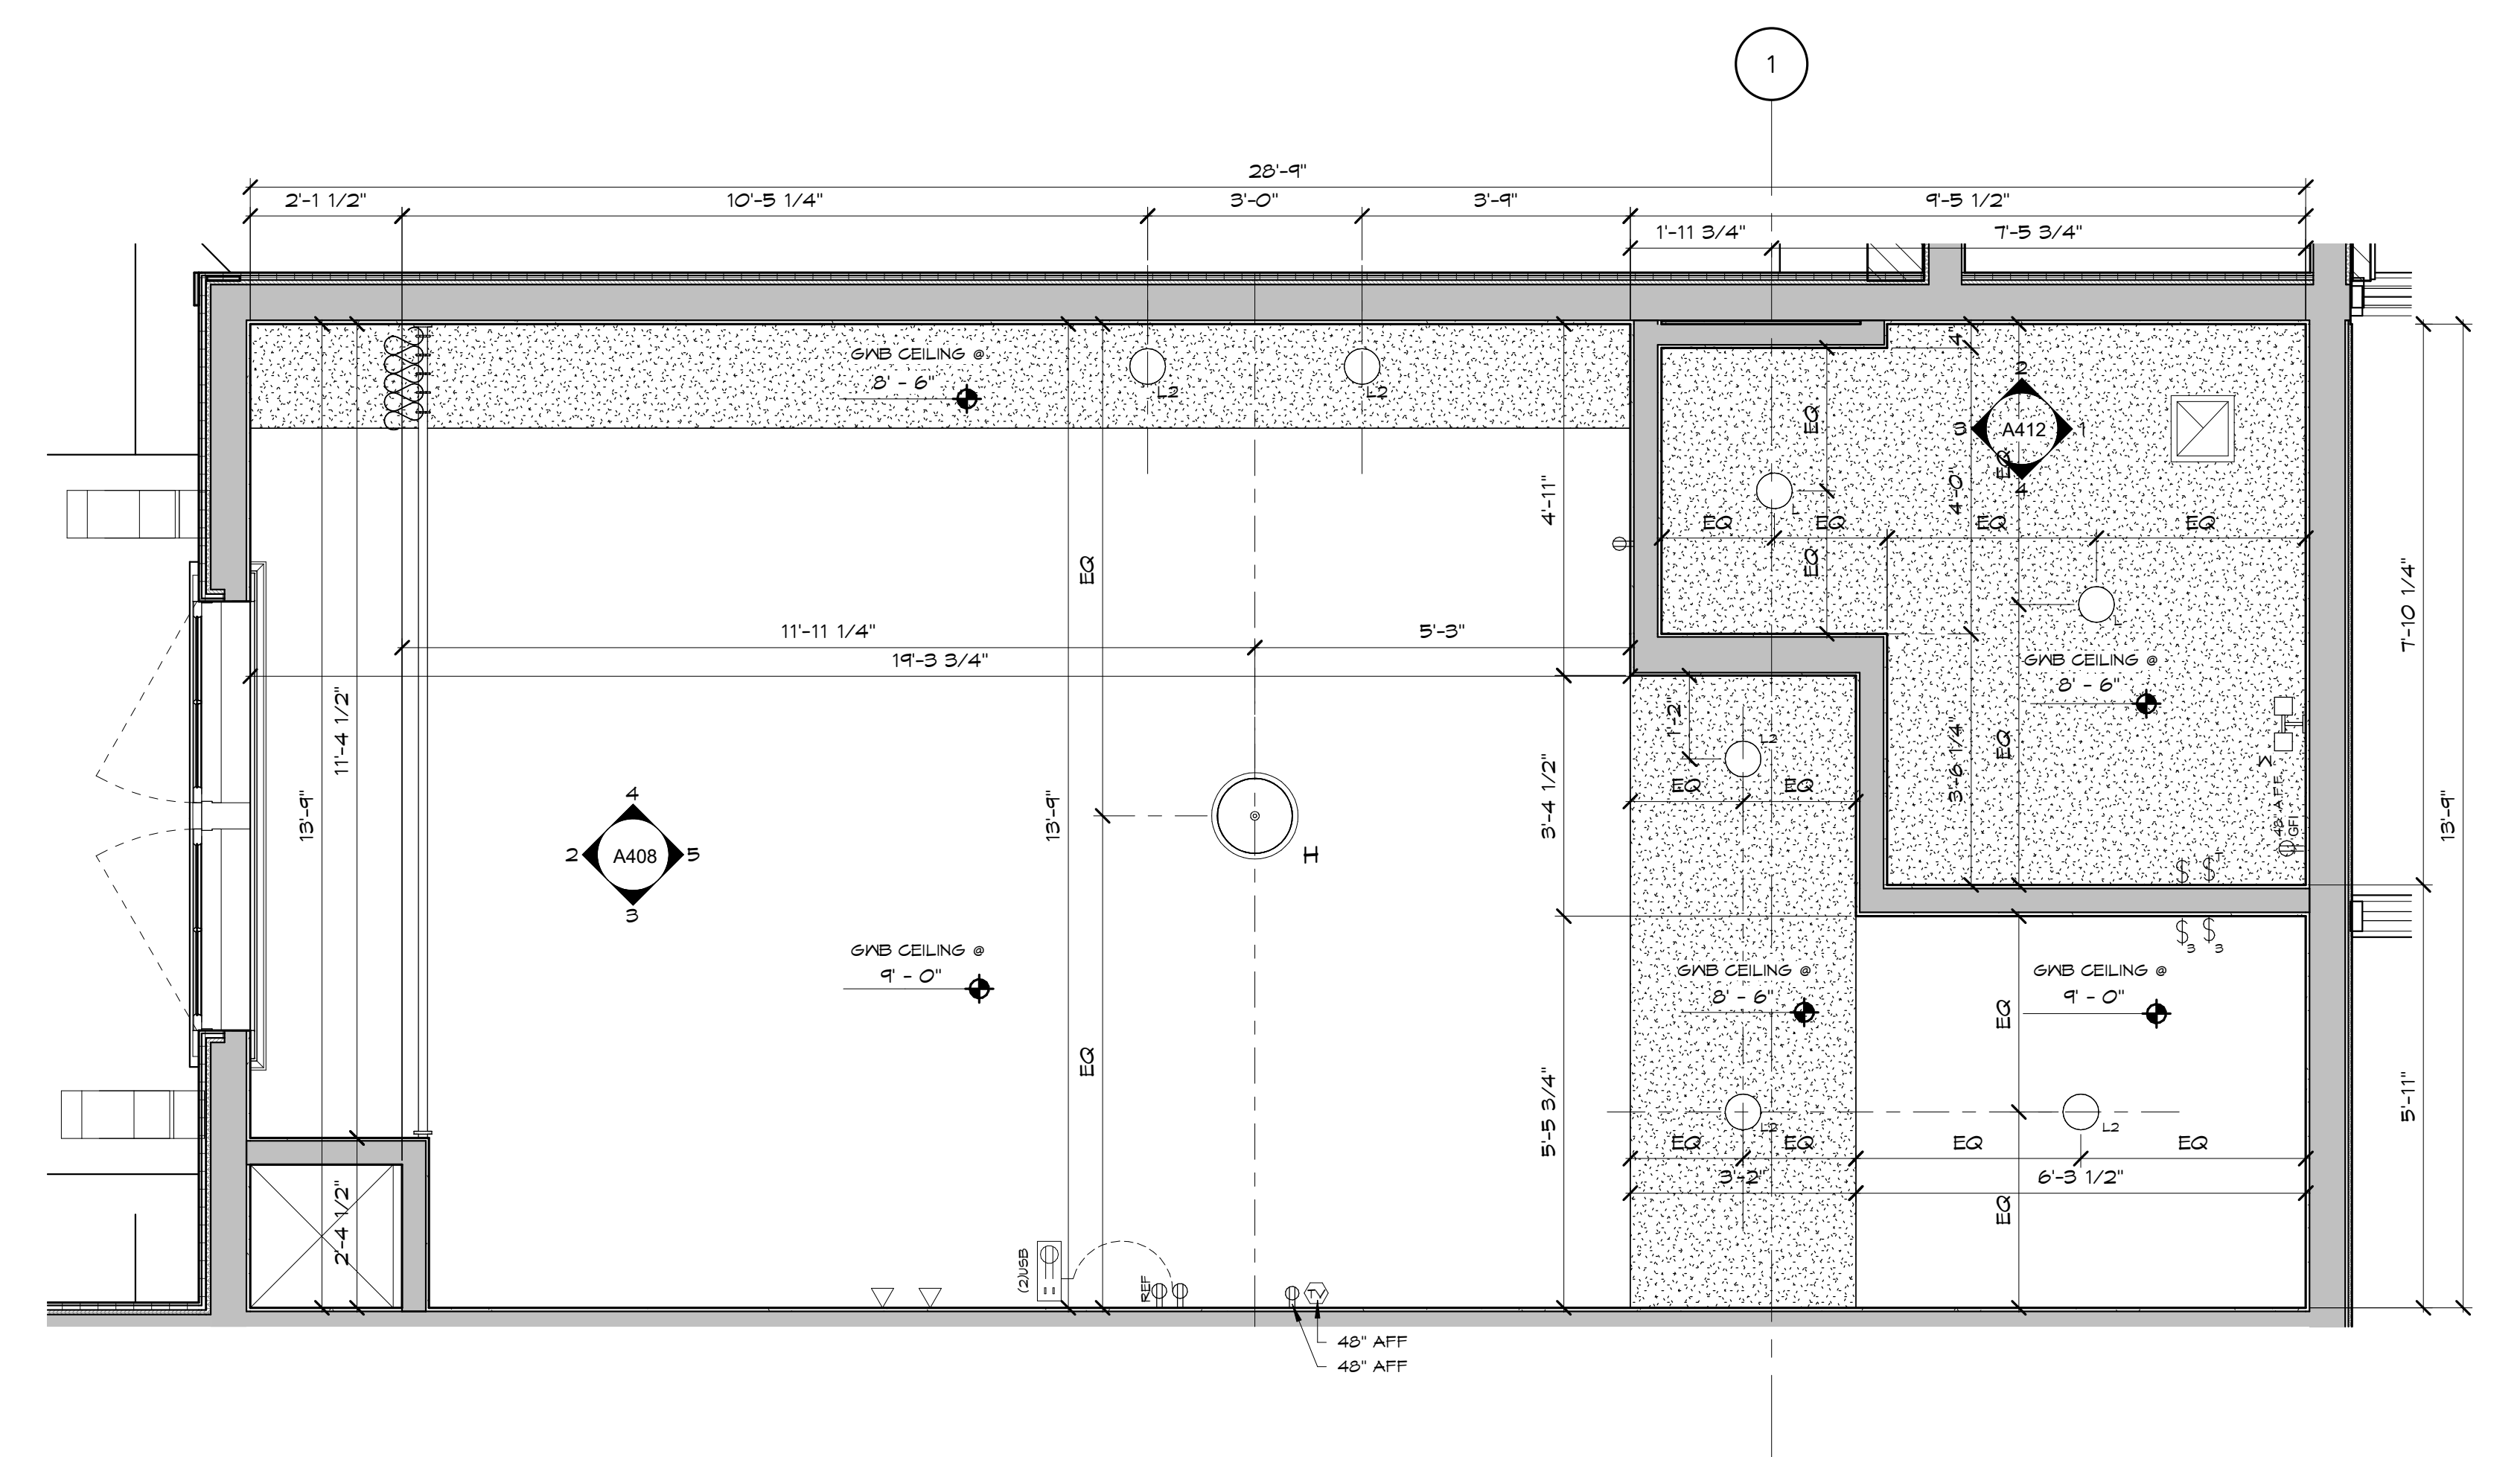 1
28'-9"
2'-1 1/2"
10'-5 1/4"
3'-0"
3'-9"
9'-5 1/2"
1'-11 3/4"
7'-5 3/4"
GWB CEILING @
8' - 6"
L2
L2
4"
2
3
A412
1
4
EQ
EQ
4'-0"
4'-11"
L
EQ
EQ
EQ
EQ
EQ
EQ
7'-10 1/4"
L
11'-11 1/4"
5'-3"
19'-3 3/4"
GWB CEILING @
8' - 6"
11'-4 1/2"
1'-2"
L2
3'-6 1/4"
EQ
M
EQ
EQ
13'-9"
4
2
A408
5
3
13'-9"
H
3'-4 1/2"
48" A.F.F.
GFI
13'-9"
$ $T
$3 $3
GWB CEILING @
9' - 0"
GWB CEILING @
8' - 6"
GWB CEILING @
9' - 0"
EQ
EQ
5'-5 3/4"
5'-11"
L2
L2
EQ
EQ
EQ
EQ
3'-2"
6'-3 1/2"
2'-4 1/2"
EQ
(2)USB
REF
TV
48" AFF
48" AFF